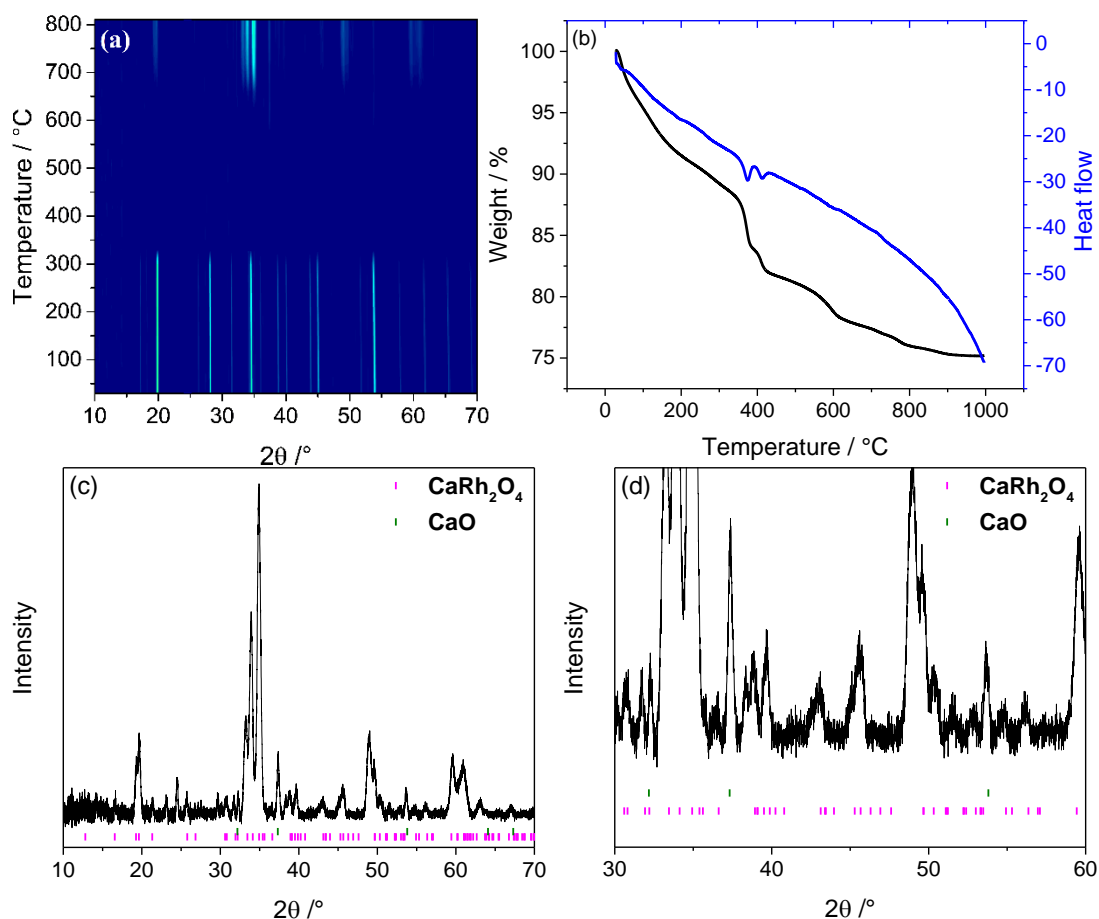 (a)
800
700
600
500
400
300
200
100
Temperature / °C
10 20 30 40 50 60 70
2θ /°
(b)
100
95
90
85
80
75
Weight / %
0
-10
-20
-30
-40
-50
-60
-70
Heat flow
0 200 400 600 800 1000
Temperature / °C
(c)
CaRh₂O₄
CaO
Intensity
10 20 30 40 50 60 70
2θ /°
(d)
CaRh₂O₄
CaO
Intensity
30 40 50 60
2θ /°